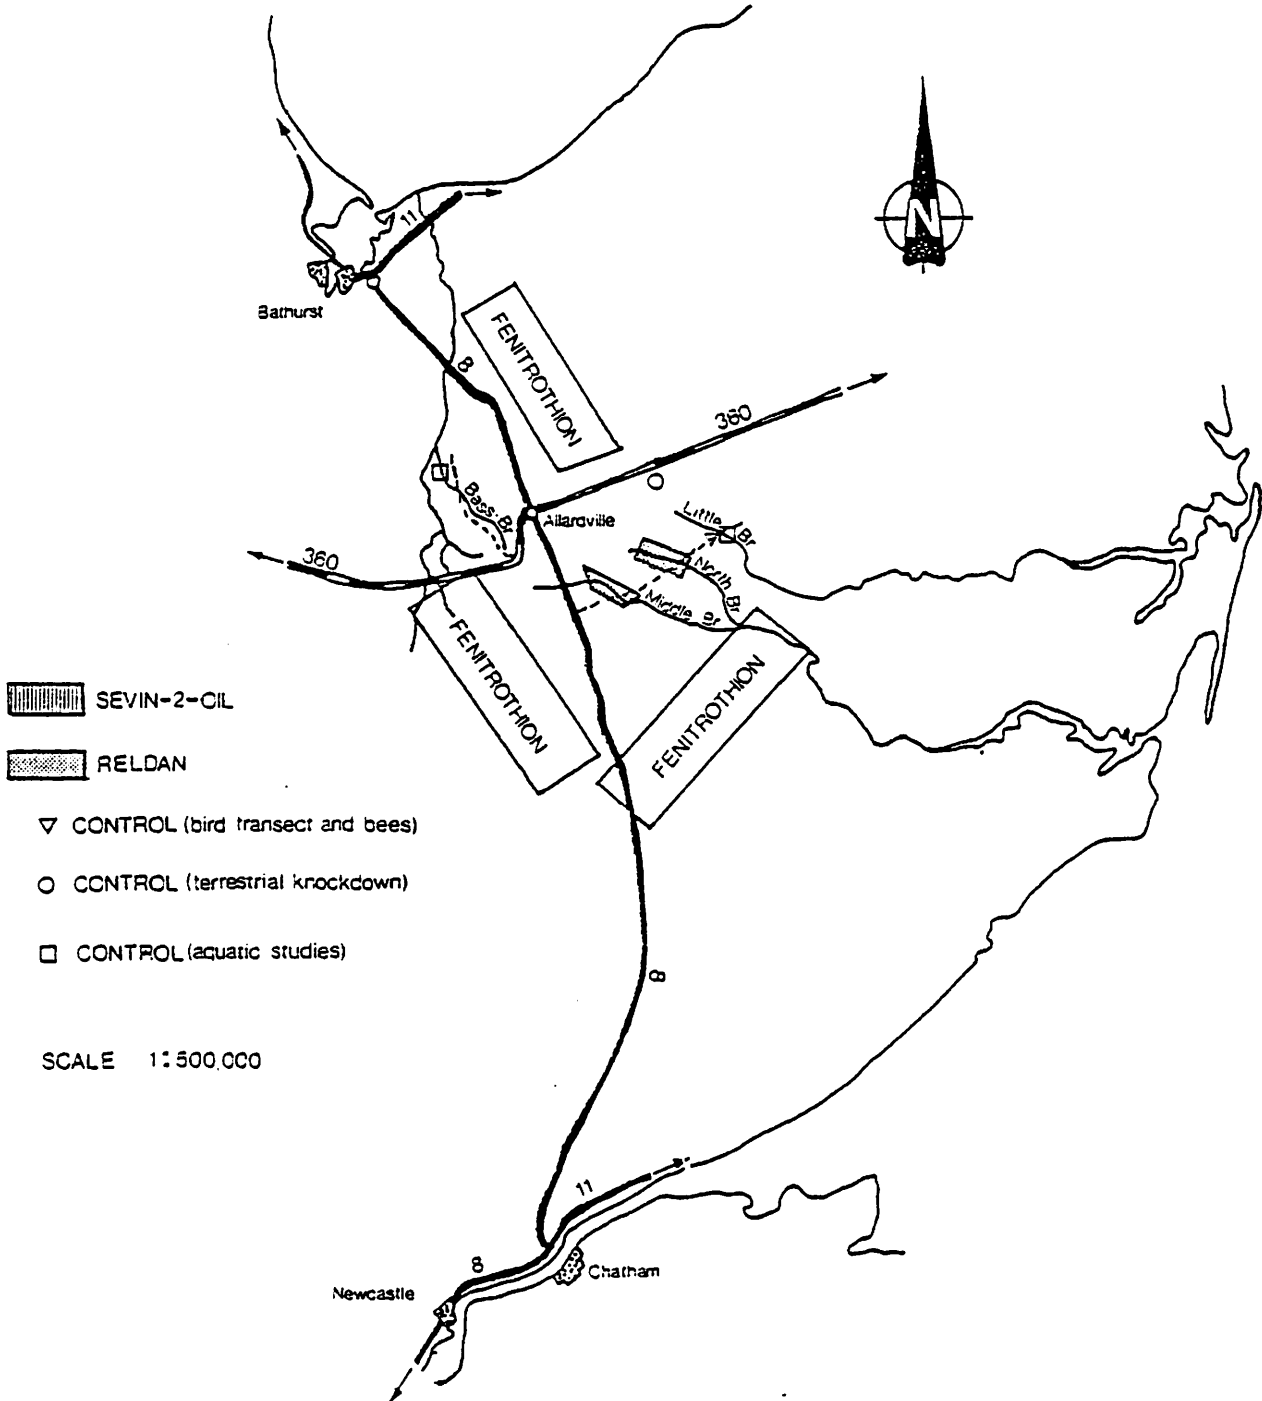 N
11
Bathurst
8
FENITROTHION
360
Bass Br
Allardville
Little Br
360
North Br
Middle Br
FENITROTHION
FENITROTHION
SEVIN-2-OIL
RELDAN
CONTROL (bird transect and bees)
CONTROL (terrestrial knockdown)
CONTROL (aquatic studies)
8
SCALE 1:500,000
11
8
Chatham
Newcastle